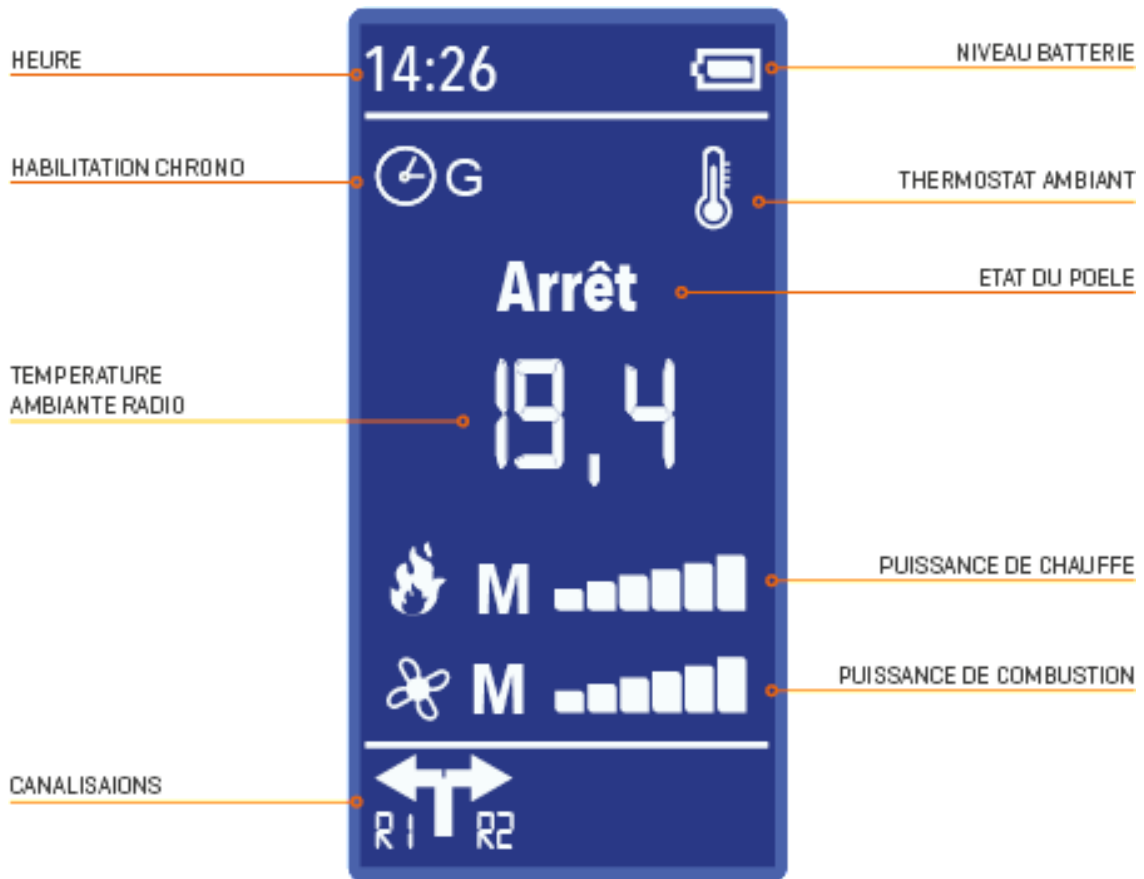 HEURE
14:26
NIVEAU BATTERIE
HABILITATION CHRONO
G
THERMOSTAT AMBIANT
Arrêt
ETAT DU POELE
TEMPERATURE
AMBIANTE RADIO
19,4
M
PUISSANCE DE CHAUFFE
M
PUISSANCE DE COMBUSTION
CANALISAIONS
R1 R2